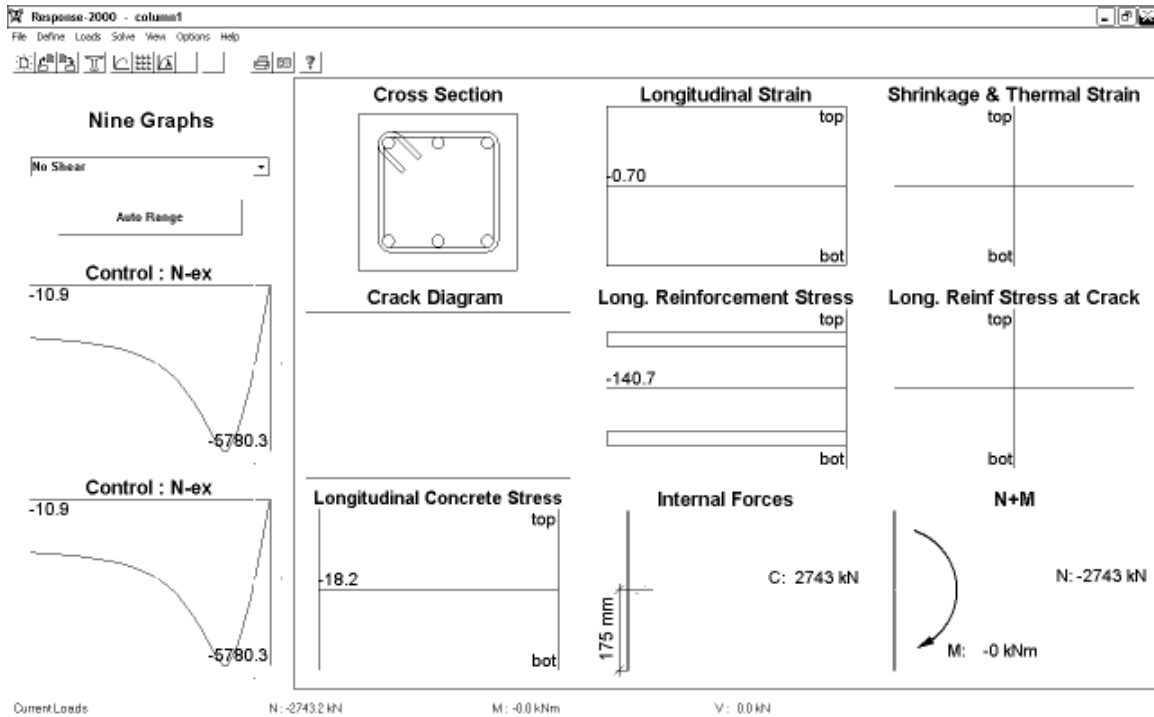 Response-2000 - column1
File Define Loads Solve View Options Help
Nine Graphs
No Shear
Auto Range
Control : N-ex
-10.9
-5780.3
Control : N-ex
-10.9
-5780.3
Cross Section
Crack Diagram
Longitudinal Concrete Stress
top
-18.2
bot
Longitudinal Strain
top
-0.70
bot
Long. Reinforcement Stress
top
-140.7
bot
Internal Forces
C: 2743 kN
175 mm
Shrinkage & Thermal Strain
top
bot
Long. Reinf Stress at Crack
top
bot
N+M
N: -2743 kN
M: -0 kNm
Current Loads N : -2743.2 kN M : -0.0 kNm V : 0.0 kN